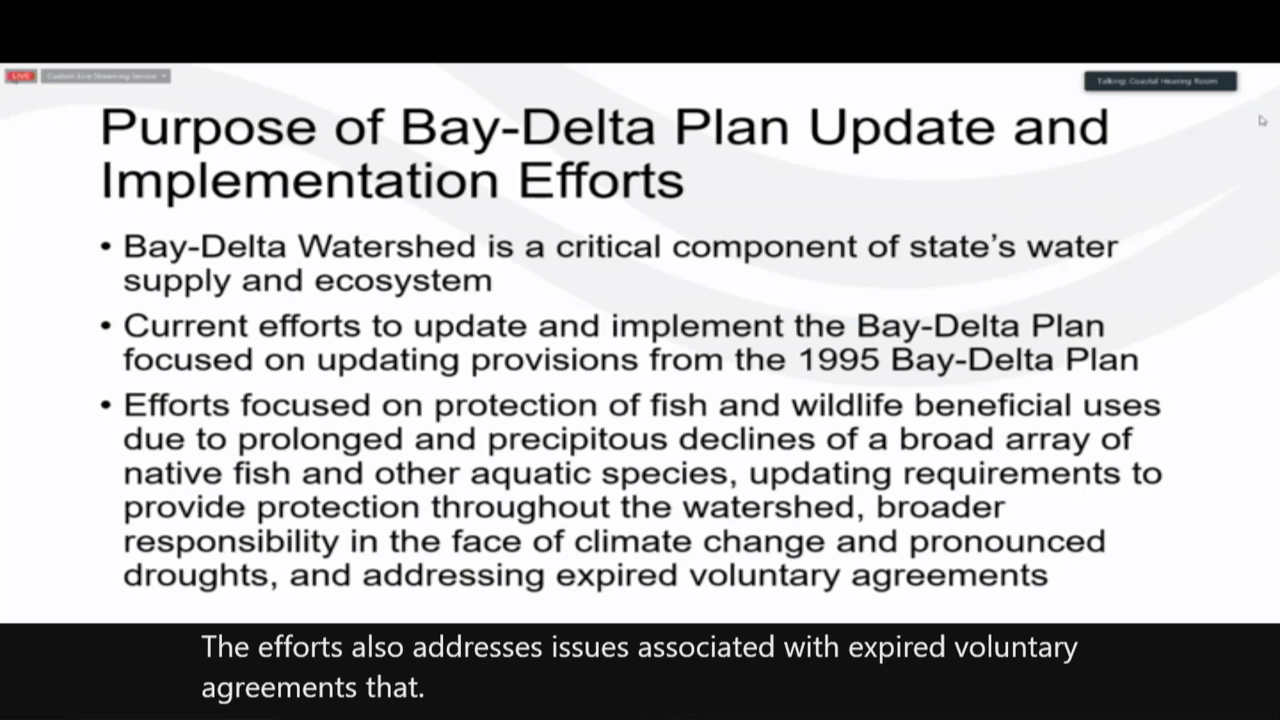 LIVE
Custom Live Streaming Service
Talking: Coastal Hearing Room
Purpose of Bay-Delta Plan Update and
Implementation Efforts
• Bay-Delta Watershed is a critical component of state's water
supply and ecosystem
• Current efforts to update and implement the Bay-Delta Plan
focused on updating provisions from the 1995 Bay-Delta Plan
• Efforts focused on protection of fish and wildlife beneficial uses
due to prolonged and precipitous declines of a broad array of
native fish and other aquatic species, updating requirements to
provide protection throughout the watershed, broader
responsibility in the face of climate change and pronounced
droughts, and addressing expired voluntary agreements
The efforts also addresses issues associated with expired voluntary
agreements that.